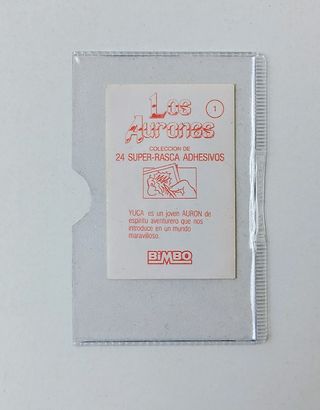 Los
Aurones
1
COLECCION DE
24 SUPER-RASCA ADHESIVOS
YUCA es un joven AURON de
espíritu aventurero que nos
introduce en un mundo
maravilloso.
BIMBO